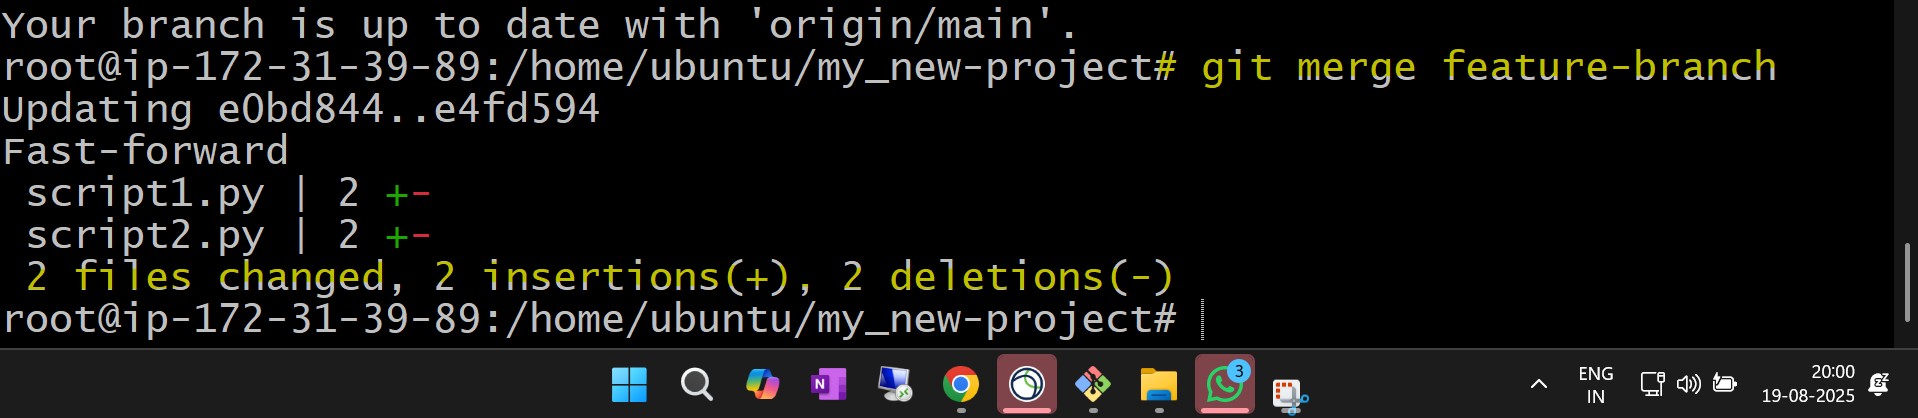 Your branch is up to date with 'origin/main'.
root@ip-172-31-39-89:/home/ubuntu/my_new-project# git merge feature-branch
Updating e0bd844..e4fd594
Fast-forward
 script1.py | 2 +-
 script2.py | 2 +-
 2 files changed, 2 insertions(+), 2 deletions(-)
root@ip-172-31-39-89:/home/ubuntu/my_new-project#
N
3
ENG
IN
20:00
19-08-2025